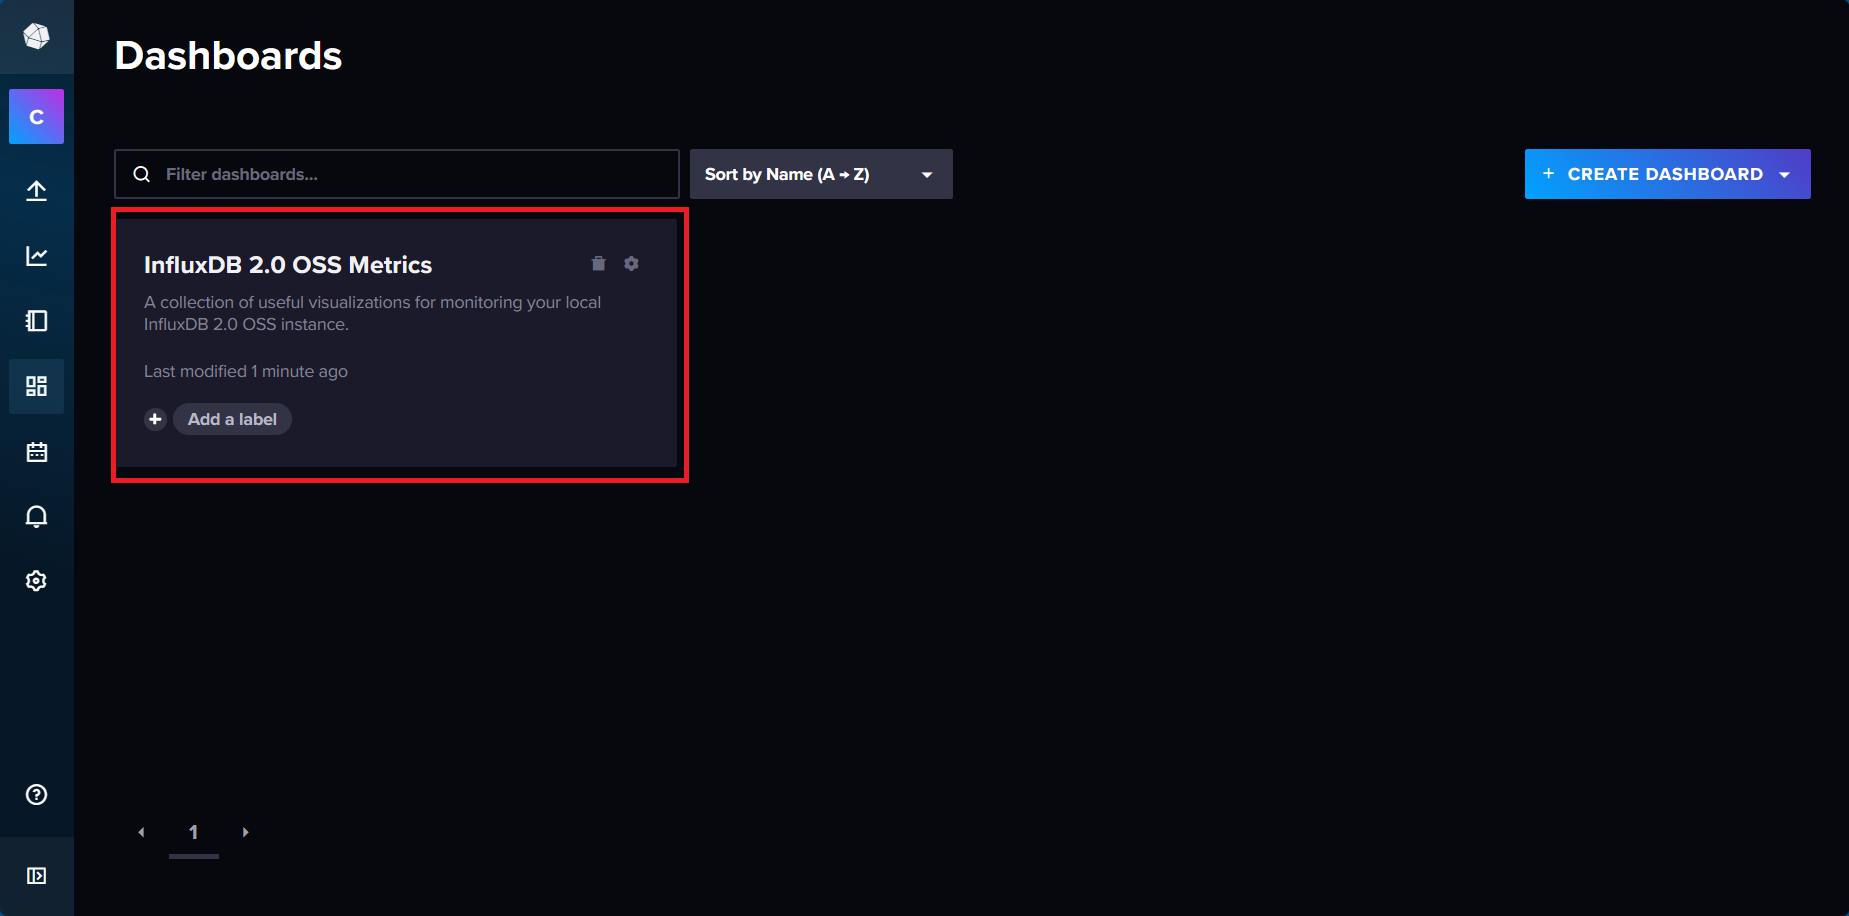 Dashboards
C
Filter dashboards...
Sort by Name (A → Z)
+ CREATE DASHBOARD
InfluxDB 2.0 OSS Metrics
A collection of useful visualizations for monitoring your local
InfluxDB 2.0 OSS instance.
Last modified 1 minute ago
+ Add a label
1